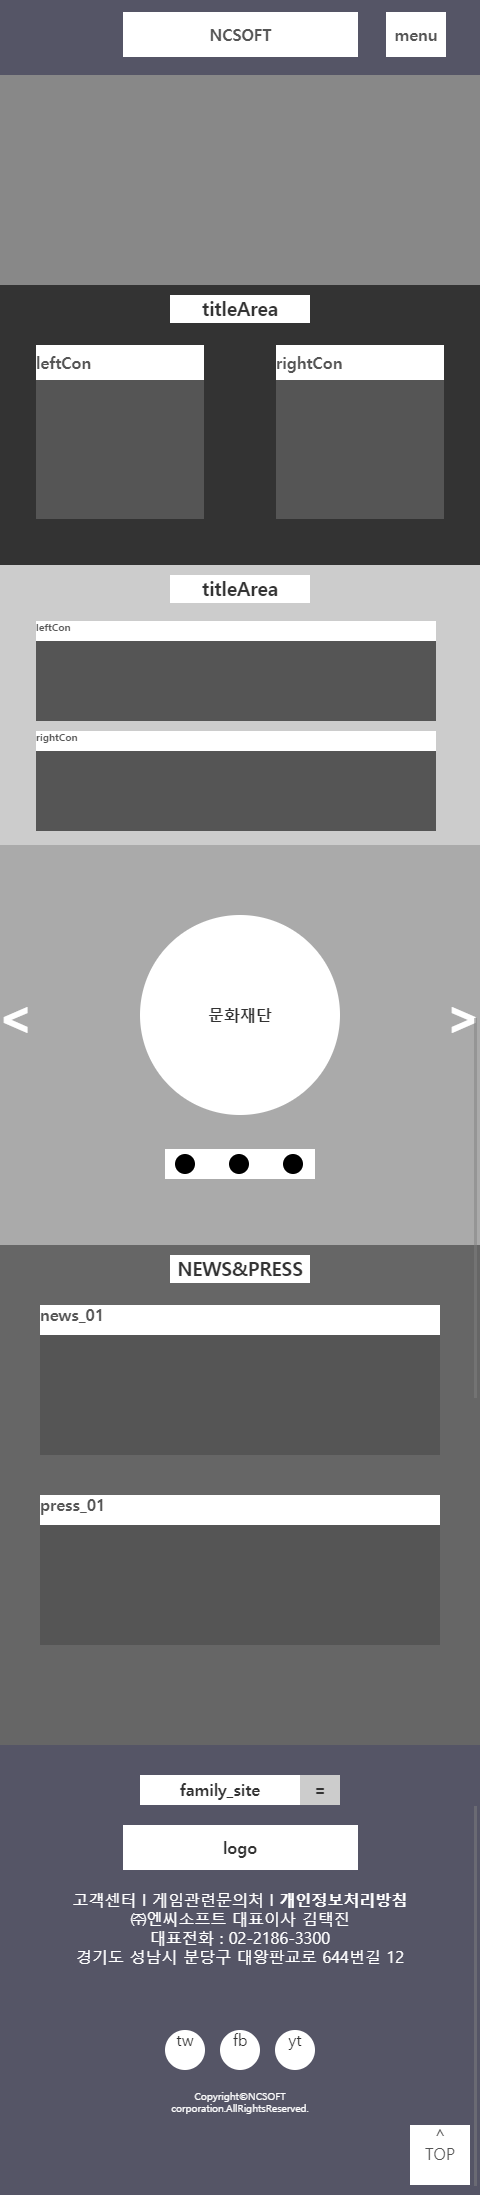 NCSOFT
menu
titleArea
leftCon
rightCon
titleArea
leftCon
rightCon
<
문화재단
>
NEWS&PRESS
news_01
press_01
family_site
=
logo
고객센터 l 게임관련문의처 l 개인정보처리방침
㈜엔씨소프트 대표이사 김택진
대표전화 : 02-2186-3300
경기도 성남시 분당구 대왕판교로 644번길 12
tw
fb
yt
Copyright©NCSOFT
corporation.AllRightsReserved.
^
TOP